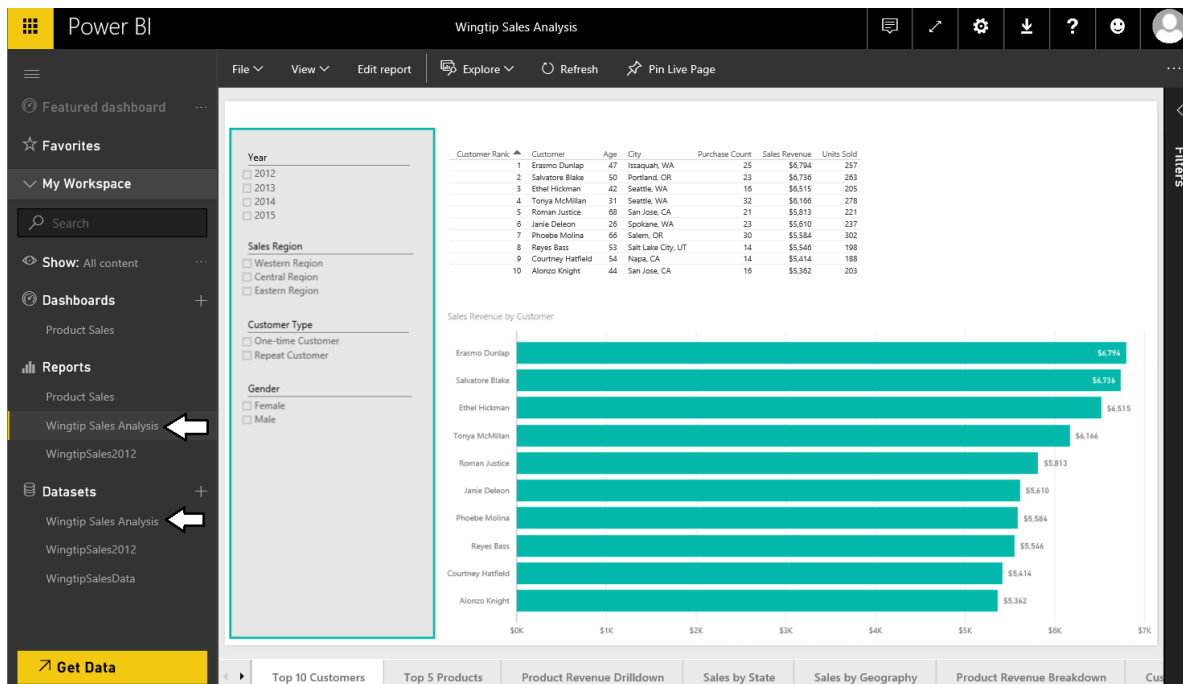 Power BI
Wingtip Sales Analysis
?
File View Edit report Explore Refresh Pin Live Page
Featured dashboard
Favorites
My Workspace
Search
Show: All content
Dashboards
Product Sales
Reports
Product Sales
Wingtip Sales Analysis
WingtipSales2012
Datasets
Wingtip Sales Analysis
WingtipSales2012
WingtipSalesData
Get Data
Year
2012
2013
2014
2015
Sales Region
Western Region
Central Region
Eastern Region
Customer Type
One-time Customer
Repeat Customer
Gender
Female
Male
Customer Rank Customer Age City Purchase Count Sales Revenue Units Sold
1 Erasmo Dunlap 47 Issaquah, WA 25 $6,794 257
2 Salvatore Blake 50 Portland, OR 23 $6,736 263
3 Ethel Hickman 42 Seattle, WA 16 $6,515 205
4 Tonya McMillan 31 Seattle, WA 32 $6,166 278
5 Roman Justice 68 San Jose, CA 21 $5,813 221
6 Janie Deleon 26 Spokane, WA 23 $5,610 237
7 Phoebe Molina 66 Salem, OR 30 $5,584 302
8 Reyes Bass 53 Salt Lake City, UT 14 $5,546 198
9 Courtney Hatfield 54 Napa, CA 14 $5,414 188
10 Alonzo Knight 44 San Jose, CA 16 $5,362 203
Sales Revenue by Customer
Erasmo Dunlap $6,794
Salvatore Blake $6,736
Ethel Hickman $6,515
Tonya McMillan $6,166
Roman Justice $5,813
Janie Deleon $5,610
Phoebe Molina $5,584
Reyes Bass $5,546
Courtney Hatfield $5,414
Alonzo Knight $5,362
$0K $1K $2K $3K $4K $5K $6K $7K
Filters
Top 10 Customers Top 5 Products Product Revenue Drilldown Sales by State Sales by Geography Product Revenue Breakdown Cus